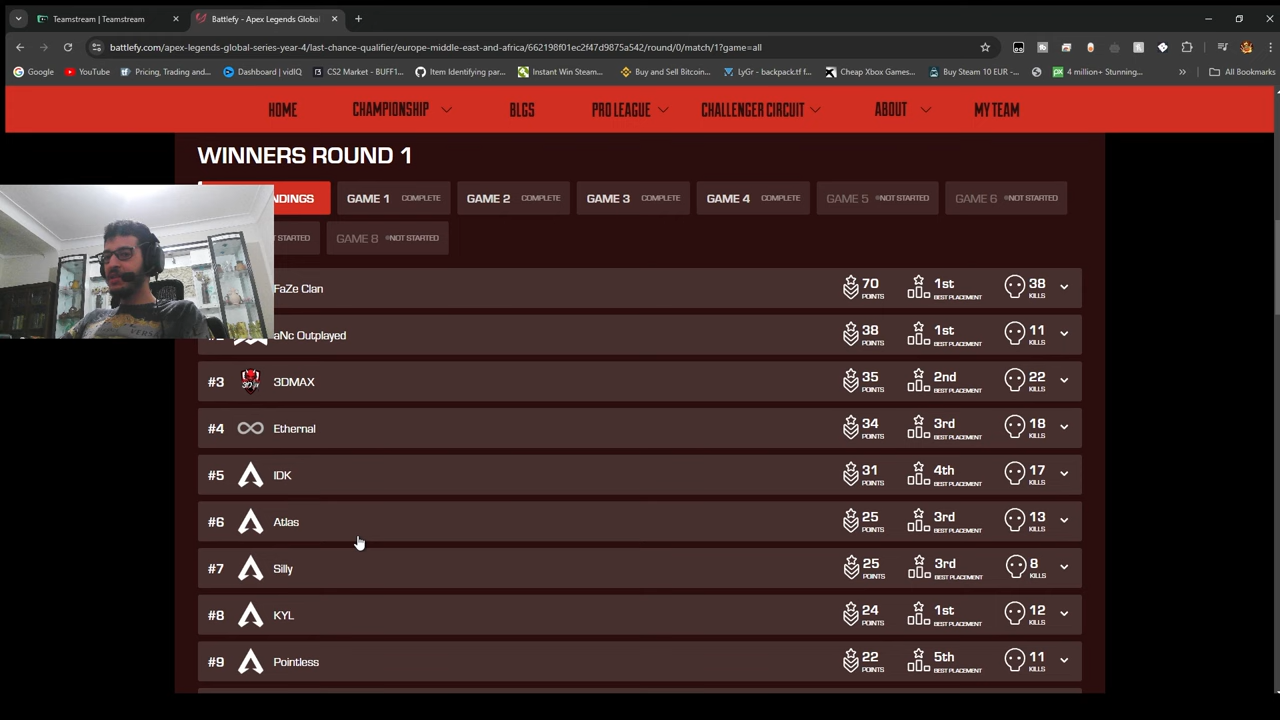 Teamstream | Teamstream
Battlefy - Apex Legends Global
battlefy.com/apex-legends-global-series-year-4/last-chance-qualifier/europe-middle-east-and-africa/662198f01ec2f47d9875a542/round/0/match/1?game=all
Google
YouTube
Pricing, Trading and...
Dashboard | vidIQ
CS2 Market - BUFF1...
Item Identifying par...
Instant Win Steam...
Buy and Sell Bitcoin...
LyGr - backpack.tf f...
Cheap Xbox Games...
Buy Steam 10 EUR -...
4 million+ Stunning...
All Bookmarks
HOME
CHAMPIONSHIP
BLGS
PRO LEAGUE
CHALLENGER CIRCUIT
ABOUT
MY TEAM
WINNERS ROUND 1
NDINGS
GAME 1 COMPLETE
GAME 2 COMPLETE
GAME 3 COMPLETE
GAME 4 COMPLETE
GAME 5 NOT STARTED
GAME 6 NOT STARTED
T STARTED
GAME 8 NOT STARTED
FaZe Clan 70 POINTS 1st BEST PLACEMENT 38 KILLS
aNc Outplayed 38 POINTS 1st BEST PLACEMENT 11 KILLS
#3 3DMAX 35 POINTS 2nd BEST PLACEMENT 22 KILLS
#4 Ethernal 34 POINTS 3rd BEST PLACEMENT 18 KILLS
#5 IDK 31 POINTS 4th BEST PLACEMENT 17 KILLS
#6 Atlas 25 POINTS 3rd BEST PLACEMENT 13 KILLS
#7 Silly 25 POINTS 3rd BEST PLACEMENT 8 KILLS
#8 KYL 24 POINTS 1st BEST PLACEMENT 12 KILLS
#9 Pointless 22 POINTS 5th BEST PLACEMENT 11 KILLS